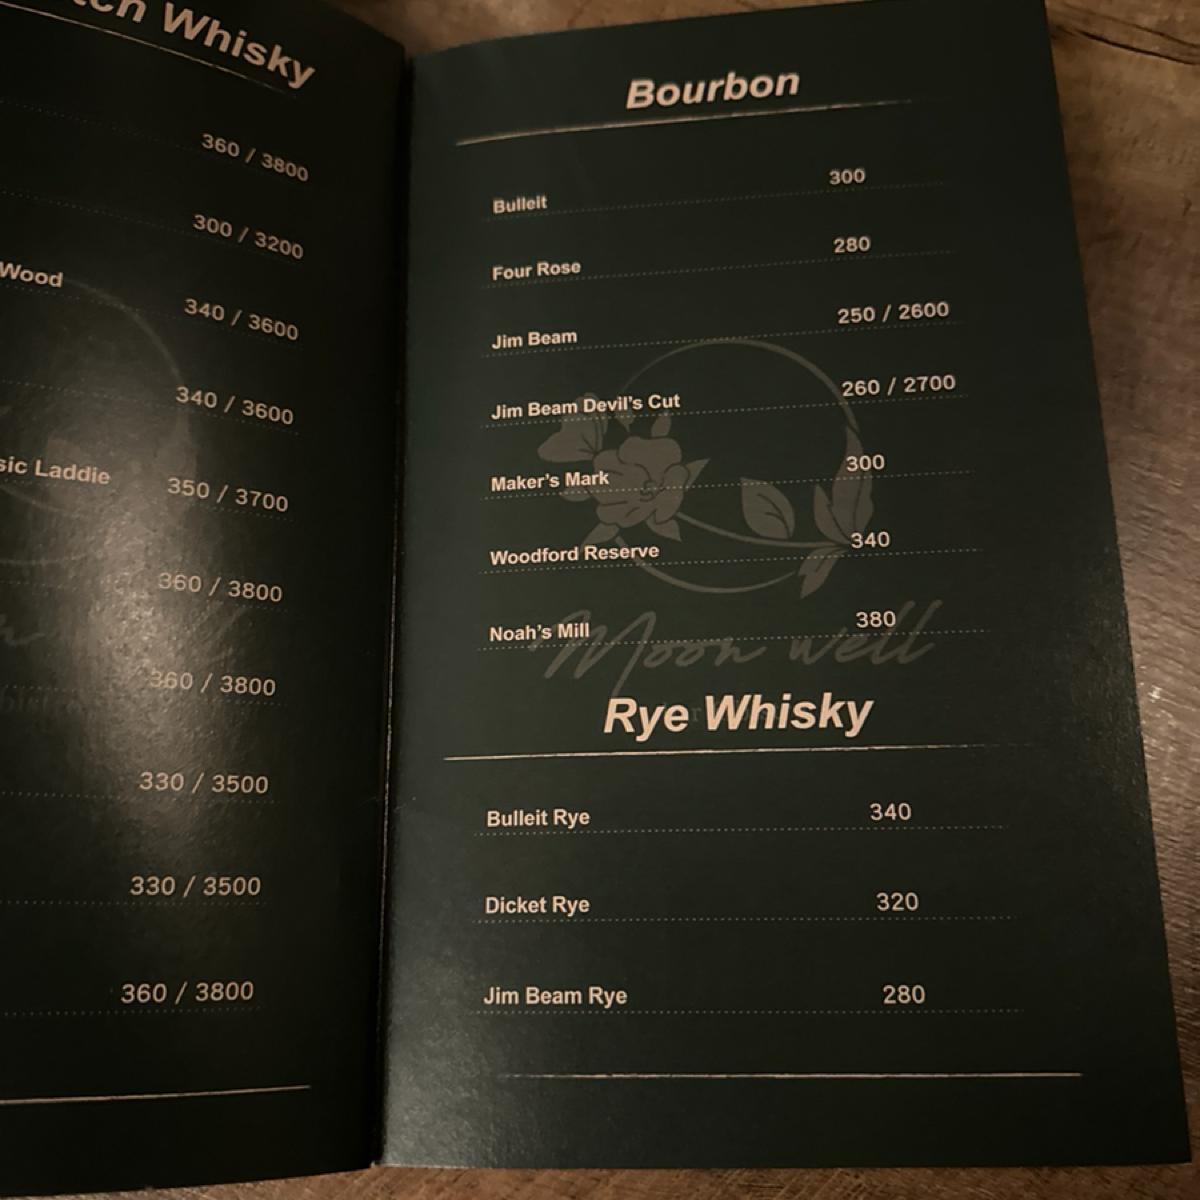 Whisky
360 / 3800
300 / 3200
Wood 340 / 3600
340 / 3600
Laddie 350 / 3700
360 / 3800
360 / 3800
330 / 3500
330 / 3500
360 / 3800
Bourbon
Bulleit 300
Four Rose 280
Jim Beam 250 / 2600
Jim Beam Devil's Cut 260 / 2700
Maker's Mark 300
Woodford Reserve 340
Noah's Mill 380
Moon well
Rye Whisky
Bulleit Rye 340
Dicket Rye 320
Jim Beam Rye 280